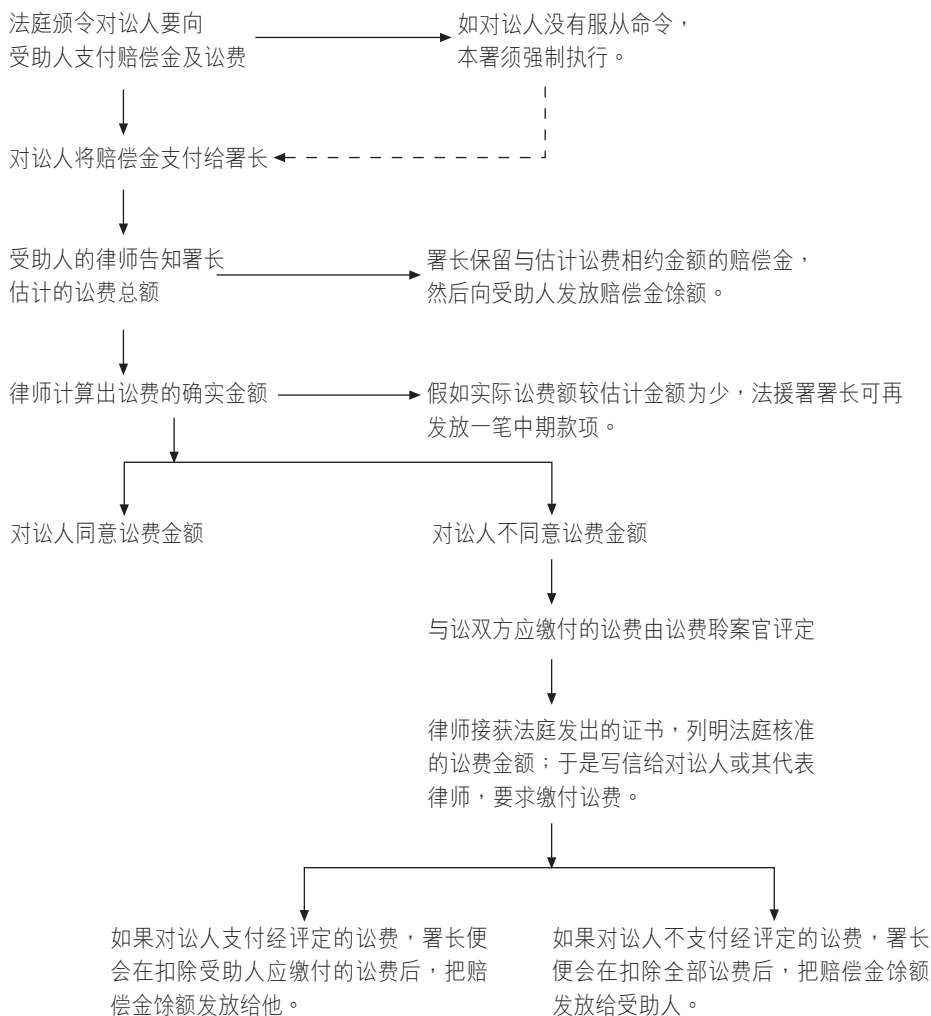 法庭颁令对讼人要向
受助人支付赔偿金及讼费
如对讼人没有服从命令，
本署须强制执行。
对讼人将赔偿金支付给署长
受助人的律师告知署长
估计的讼费总额
署长保留与估计讼费相约金额的赔偿金，
然后向受助人发放赔偿金馀额。
律师计算出讼费的确实金额
假如实际讼费额较估计金额为少，法援署署长可再
发放一笔中期款项。
对讼人同意讼费金额
对讼人不同意讼费金额
与讼双方应缴付的讼费由讼费聆案官评定
律师接获法庭发出的证书，列明法庭核准
的讼费金额；于是写信给对讼人或其代表
律师，要求缴付讼费。
如果对讼人支付经评定的讼费，署长便
会在扣除受助人应缴付的讼费后，把赔
偿金馀额发放给他。
如果对讼人不支付经评定的讼费，署长
便会在扣除全部讼费后，把赔偿金馀额
发放给受助人。